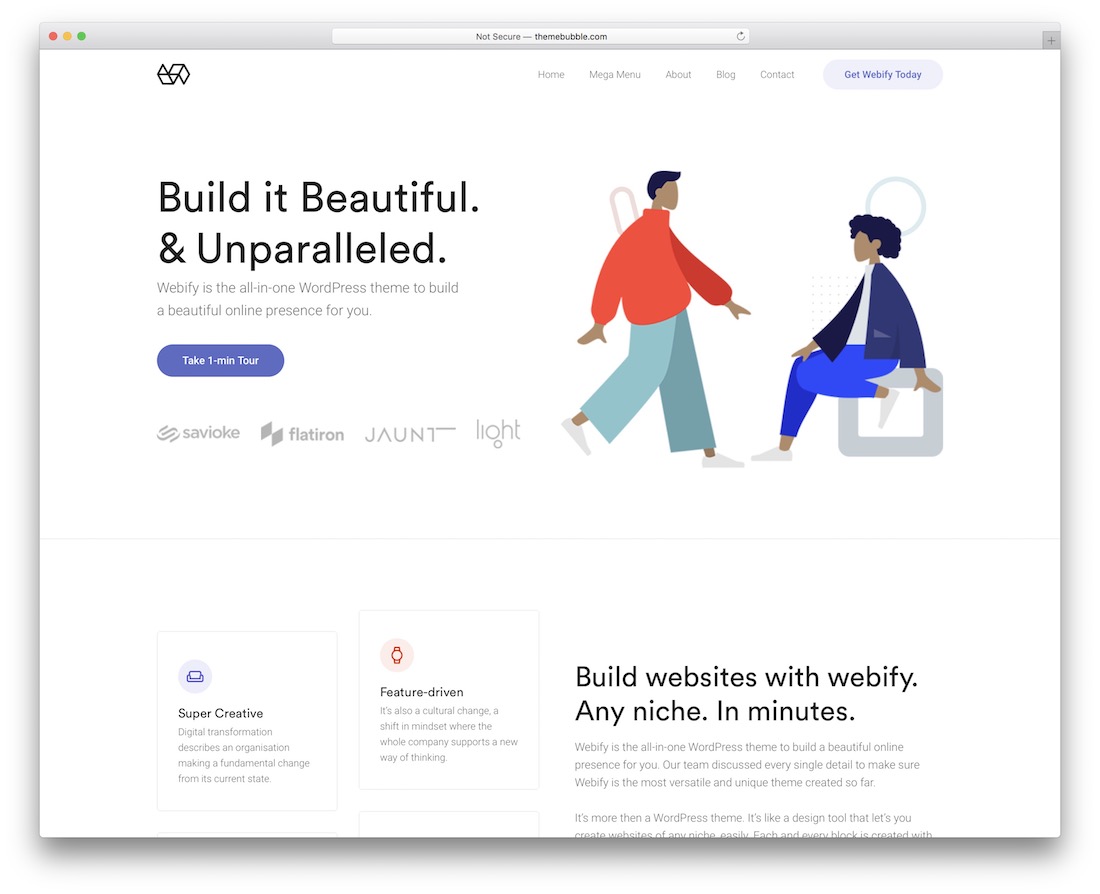 Not Secure — themebubble.com
Home Mega Menu About Blog Contact Get Webify Today
Build it Beautiful.
& Unparalleled.
Webify is the all-in-one WordPress theme to build
a beautiful online presence for you.
Take 1-min Tour
savioke flatiron JAUNT light
Super Creative
Digital transformation
describes an organisation
making a fundamental change
from its current state.
Feature-driven
It's also a cultural change, a
shift in mindset where the
whole company supports a new
way of thinking.
Build websites with webify.
Any niche. In minutes.
Webify is the all-in-one WordPress theme to build a beautiful online
presence for you. Our team discussed every single detail to make sure
Webify is the most versatile and unique theme created so far.
It's more then a WordPress theme. It's like a design tool that let's you
create websites of any niche, easily. Each and every block is created with